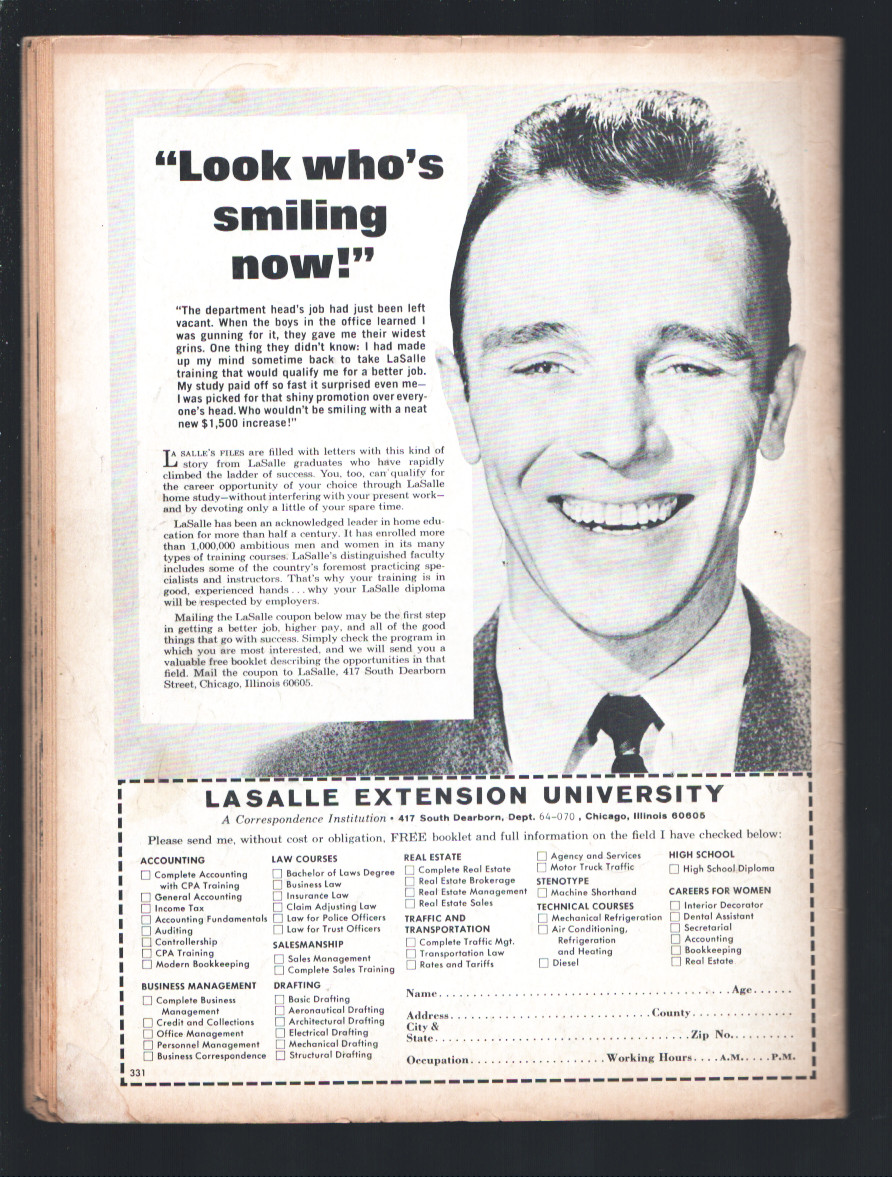 “Look who’s
smiling
now!”
“The department head’s job had just been left
vacant. When the boys in the office learned I
was gunning for it, they gave me their widest
grins. One thing they didn’t know: I had made
up my mind sometime back to take LaSalle
training that would qualify me for a better job.
My study paid off so fast it surprised even me—
I was picked for that shiny promotion over every-
one’s head. Who wouldn’t be smiling with a neat
new $1,500 increase!”
LA SALLE’S FILES are filled with letters with this kind of
story from LaSalle graduates who have rapidly
climbed the ladder of success. You, too, can qualify for
the career opportunity of your choice through LaSalle
home study—without interfering with your present work—
and by devoting only a little of your spare time.
LaSalle has been an acknowledged leader in home edu-
cation for more than half a century. It has enrolled more
than 1,000,000 ambitious men and women in its many
types of training courses. LaSalle’s distinguished faculty
includes some of the country’s foremost practicing spe-
cialists and instructors. That’s why your training is in
good, experienced hands . . . why your LaSalle diploma
will be respected by employers.
Mailing the LaSalle coupon below may be the first step
in getting a better job, higher pay, and all of the good
things that go with success. Simply check the program in
which you are most interested, and we will send you a
valuable free booklet describing the opportunities in that
field. Mail the coupon to LaSalle, 417 South Dearborn
Street, Chicago, Illinois 60605.
LASALLE EXTENSION UNIVERSITY
A Correspondence Institution • 417 South Dearborn, Dept. 64-070 , Chicago, Illinois 60605
Please send me, without cost or obligation, FREE booklet and full information on the field I have checked below:
ACCOUNTING
Complete Accounting
with CPA Training
General Accounting
Income Tax
Accounting Fundamentals
Auditing
Controllership
CPA Training
Modern Bookkeeping
BUSINESS MANAGEMENT
Complete Business
Management
Credit and Collections
Office Management
Personnel Management
Business Correspondence
LAW COURSES
Bachelor of Laws Degree
Business Law
Insurance Law
Claim Adjusting Law
Law for Police Officers
Law for Trust Officers
SALESMANSHIP
Sales Management
Complete Sales Training
DRAFTING
Basic Drafting
Aeronautical Drafting
Architectural Drafting
Electrical Drafting
Mechanical Drafting
Structural Drafting
REAL ESTATE
Complete Real Estate
Real Estate Brokerage
Real Estate Management
Real Estate Sales
TRAFFIC AND
TRANSPORTATION
Complete Traffic Mgt.
Transportation Law
Rates and Tariffs
Agency and Services
Motor Truck Traffic
STENOTYPE
Machine Shorthand
TECHNICAL COURSES
Mechanical Refrigeration
Air Conditioning,
Refrigeration
and Heating
Diesel
HIGH SCHOOL
High School Diploma
CAREERS FOR WOMEN
Interior Decorator
Dental Assistant
Secretarial
Accounting
Bookkeeping
Real Estate
Name..........Age......
Address..........County..........
City &
State..........Zip No..........
Occupation..........Working Hours....A.M.....P.M.
331